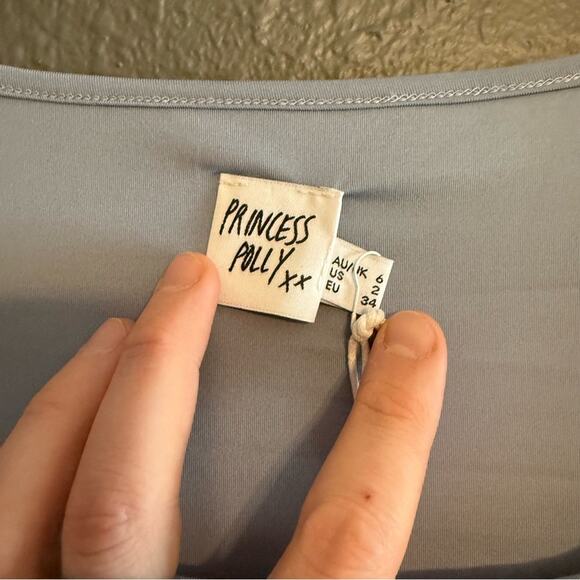 PRINCESS
POLLY
xx
AU/UK 6
US 2
EU 34